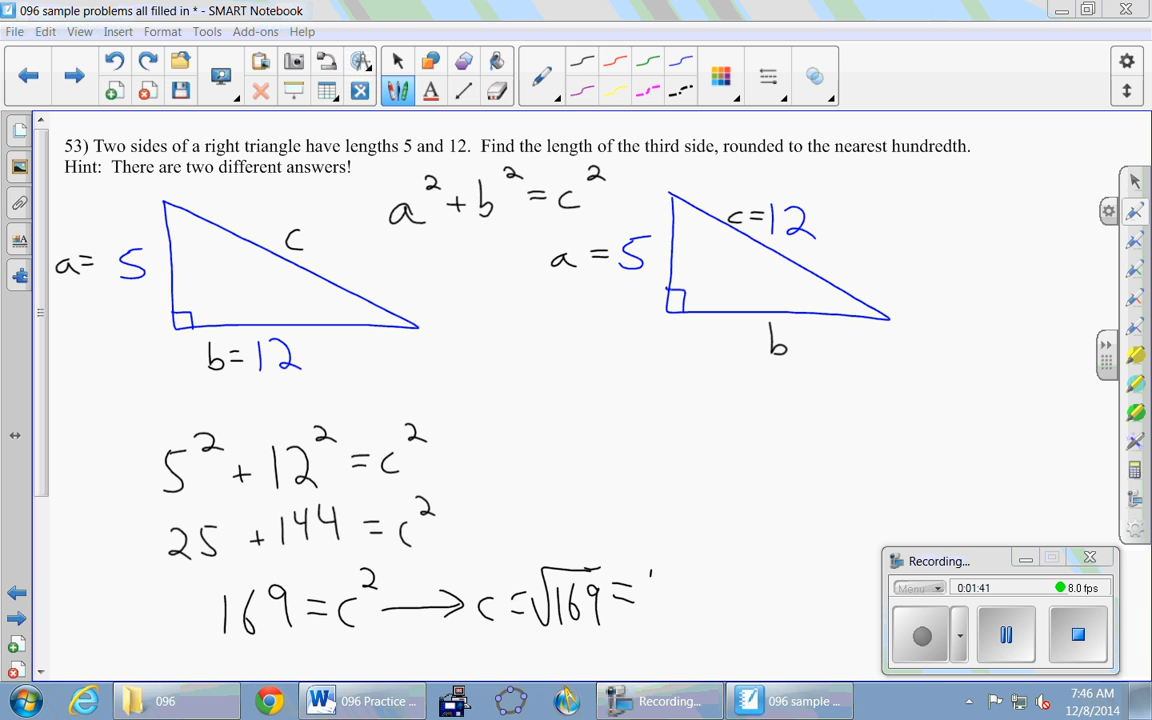 096 sample problems all filled in * - SMART Notebook
File Edit View Insert Format Tools Add-ons Help
53) Two sides of a right triangle have lengths 5 and 12. Find the length of the third side, rounded to the nearest hundredth.
Hint: There are two different answers!
a² + b² = c²
a = 5
c
b = 12
c = 12
a = 5
b
5² + 12² = c²
25 + 144 = c²
169 = c² → c = √169 = '
Recording...
Menu
0:01:41
8.0 fps
096
096 Practice ...
Recording...
096 sample ...
7:46 AM
12/8/2014